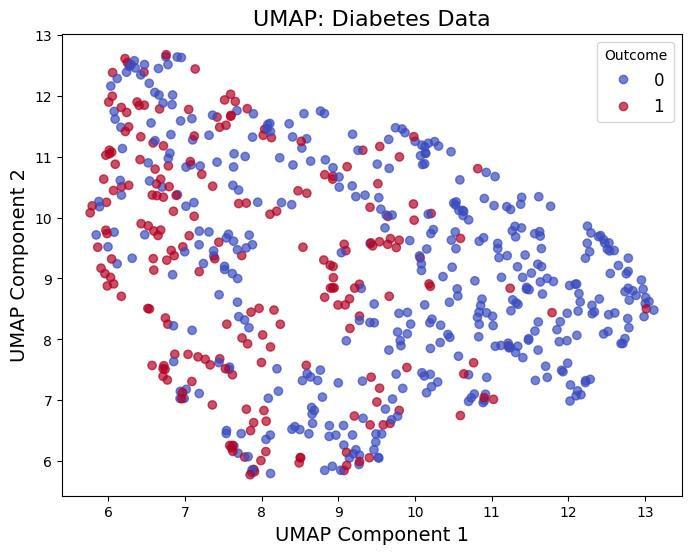 UMAP: Diabetes Data
Outcome
0
1
13
12
11
10
9
8
7
6
UMAP Component 2
6 7 8 9 10 11 12 13
UMAP Component 1